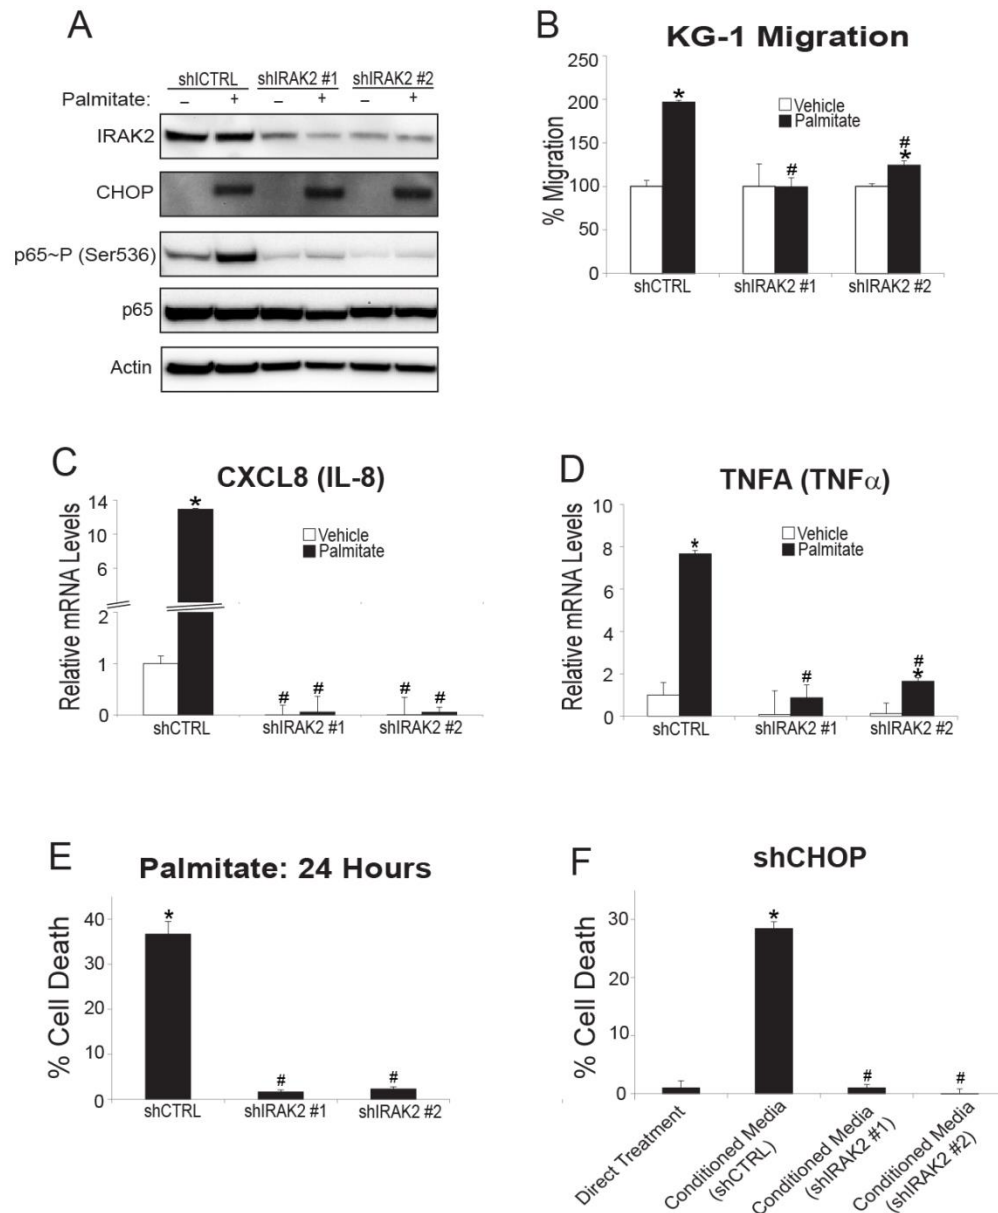 A
shICTRL shIRAK2 #1 shIRAK2 #2
Palmitate: – + – + – +
IRAK2
CHOP
p65~P (Ser536)
p65
Actin
B
KG-1 Migration
% Migration
250
200
150
100
50
0
Vehicle
Palmitate
*
#
#
*
shCTRL shIRAK2 #1 shIRAK2 #2
C
CXCL8 (IL-8)
Relative mRNA Levels
14
10
6
2
1
0
Vehicle
Palmitate
*
# # # #
shCTRL shIRAK2 #1 shIRAK2 #2
D
TNFA (TNFα)
Relative mRNA Levels
10
8
6
4
2
0
Vehicle
Palmitate
*
#
#
*
shCTRL shIRAK2 #1 shIRAK2 #2
E
Palmitate: 24 Hours
% Cell Death
40
30
20
10
0
*
# #
shCTRL shIRAK2 #1 shIRAK2 #2
F
shCHOP
% Cell Death
30
20
10
0
*
# #
Direct Treatment
Conditioned Media
(shCTRL)
Conditioned Media
(shIRAK2 #1)
Conditioned Media
(shIRAK2 #2)